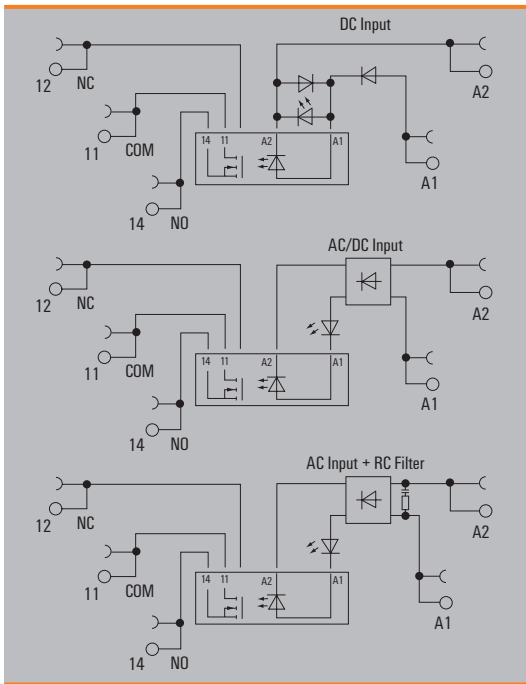 DC Input
12 NC
A2
14 11 A2 A1
11 COM
A1
14 NO
AC/DC Input
12 NC
A2
14 11 A2 A1
11 COM
A1
14 NO
AC Input + RC Filter
12 NC
A2
14 11 A2 A1
11 COM
A1
14 NO